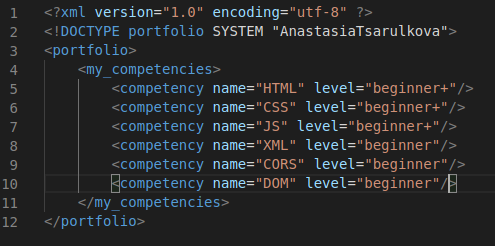 1 <?xml version="1.0" encoding="utf-8" ?>
2 <!DOCTYPE portfolio SYSTEM "AnastasiaTsarulkova">
3 <portfolio>
4     <my_competencies>
5         <competency name="HTML" level="beginner+"/>
6         <competency name="CSS" level="beginner+"/>
7         <competency name="JS" level="beginner+"/>
8         <competency name="XML" level="beginner"/>
9         <competency name="CORS" level="beginner"/>
10         <competency name="DOM" level="beginner"/>
11     </my_competencies>
12 </portfolio>